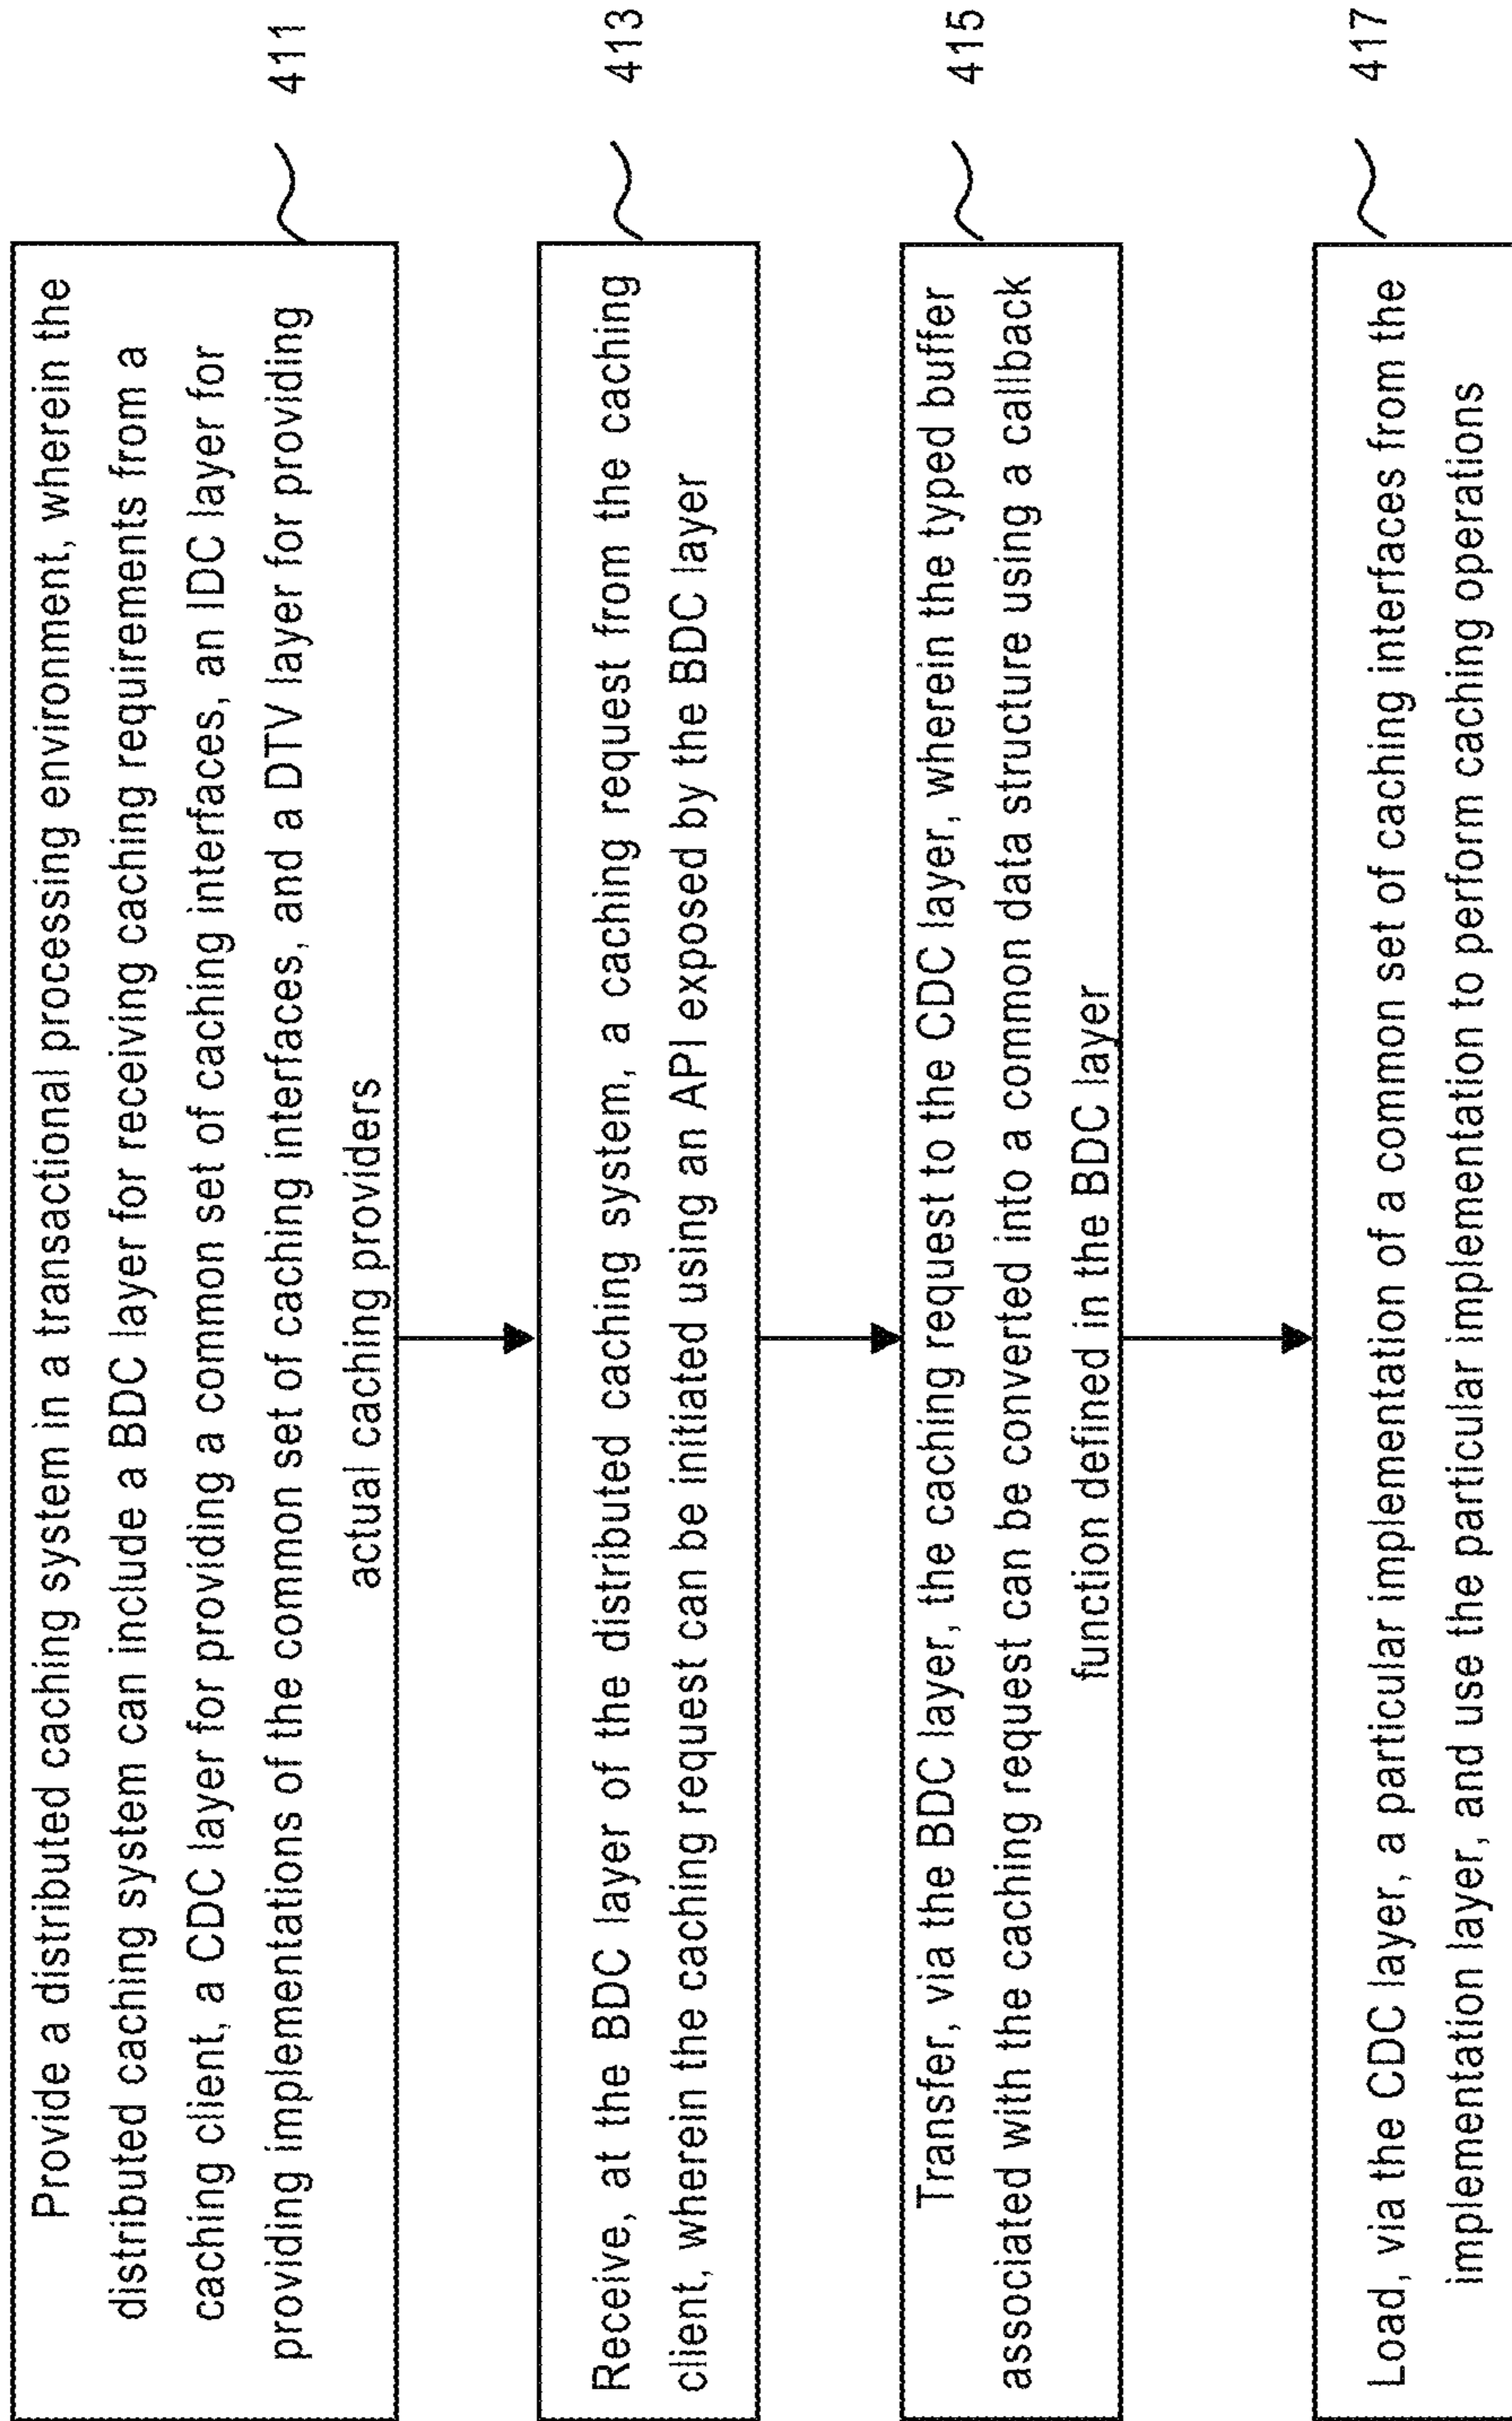 Provide a distributed caching system in a transactional processing environment, wherein the
distributed caching system can include a BDC layer for receiving caching requirements from a
caching client, a CDC layer for providing a common set of caching interfaces, an IDC layer for
providing implementations of the common set of caching interfaces, and a DTV layer for providing
actual caching providers
411
Receive, at the BDC layer of the distributed caching system, a caching request from the caching
client, wherein the caching request can be initiated using an API exposed by the BDC layer
413
Transfer, via the BDC layer, the caching request to the CDC layer, wherein the typed buffer
associated with the caching request can be converted into a common data structure using a callback
function defined in the BDC layer
415
Load, via the CDC layer, a particular implementation of a common set of caching interfaces from the
implementation layer, and use the particular implementation to perform caching operations
417